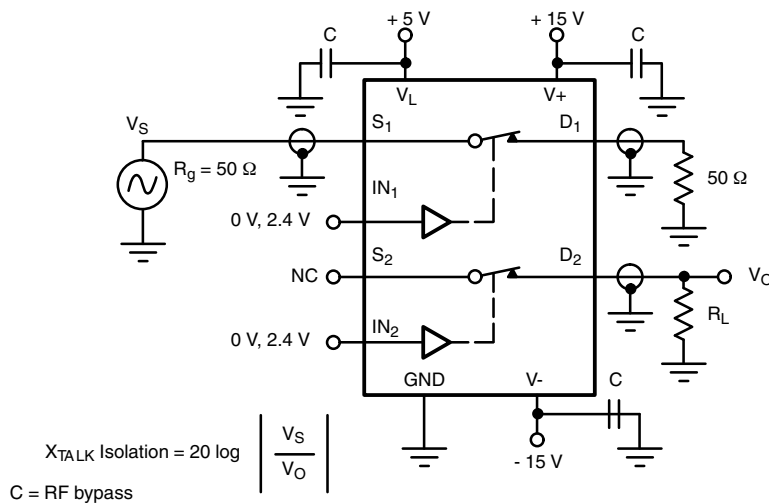 + 5 V
+ 15 V
C
C
V_L
V+
V_S
S_1
D_1
R_g = 50 Ω
50 Ω
IN_1
0 V, 2.4 V
S_2
D_2
NC
V_O
R_L
IN_2
0 V, 2.4 V
GND
V-
C
- 15 V
X_TALK Isolation = 20 log | V_S / V_O |
C = RF bypass